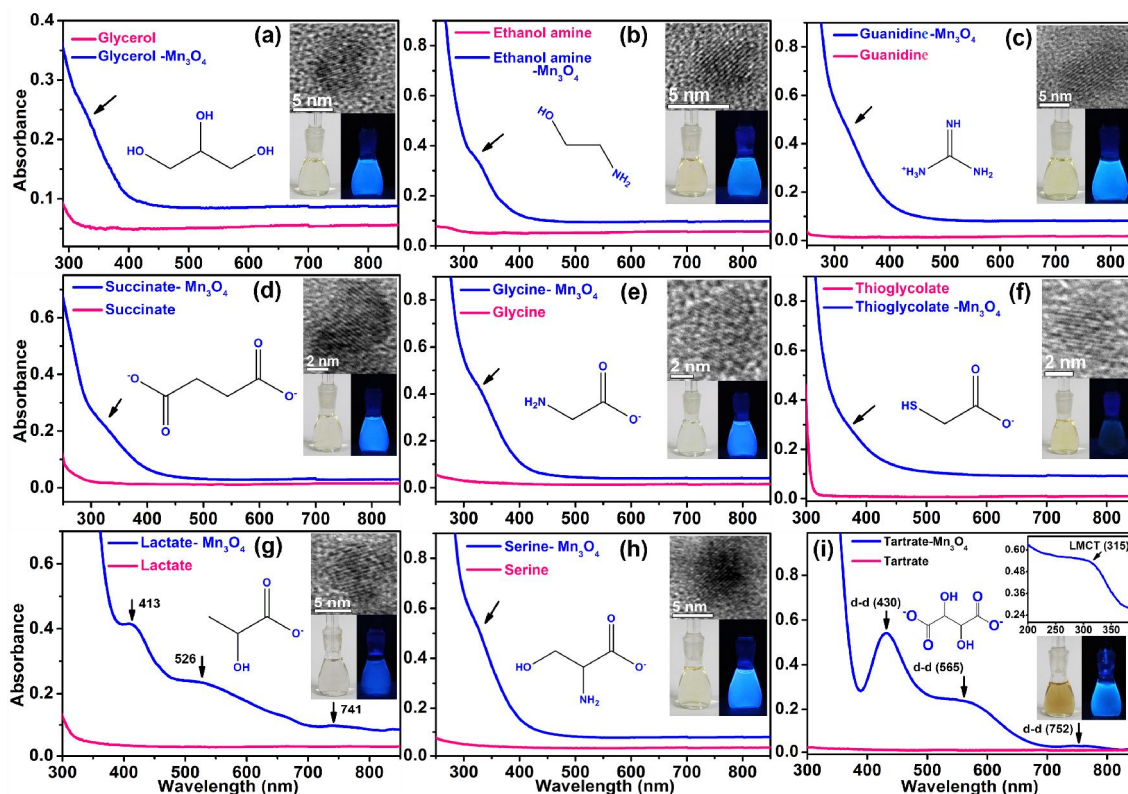 Glycerol
Glycerol -Mn₃O₄
(a)
5 nm
OH
HO
OH
0.4
0.3
0.2
0.1
Absorbance
300 400 500 600 700 800
Ethanol amine
Ethanol amine
-Mn₃O₄
(b)
5 nm
HO
NH₂
1.0
0.8
0.6
0.4
0.2
0.0
300 400 500 600 700 800
Guanidine-Mn₃O₄
Guanidine
(c)
5 nm
NH
⁺H₃N
NH₂
0.8
0.6
0.4
0.2
0.0
300 400 500 600 700 800
Succinate- Mn₃O₄
Succinate
(d)
2 nm
O
⁻O
O⁻
O
0.6
0.4
0.2
0.0
Absorbance
300 400 500 600 700 800
Glycine- Mn₃O₄
Glycine
(e)
2 nm
O
H₂N
O⁻
0.8
0.6
0.4
0.2
0.0
300 400 500 600 700 800
Thioglycolate
Thioglycolate -Mn₃O₄
(f)
2 nm
O
HS
O⁻
0.8
0.6
0.4
0.2
0.0
300 400 500 600 700 800
Lactate- Mn₃O₄
Lactate
(g)
5 nm
413
526
741
O
O⁻
OH
0.6
0.4
0.2
0.0
Absorbance
300 400 500 600 700 800
Wavelength (nm)
Serine- Mn₃O₄
Serine
(h)
5 nm
O
HO
O⁻
NH₂
0.8
0.6
0.4
0.2
0.0
300 400 500 600 700 800
Wavelength (nm)
(i)
Tartrate-Mn₃O₄
Tartrate
LMCT (315)
0.60
0.48
0.36
0.24
200 250 300 350
d-d (430)
d-d (565)
d-d (752)
OH
O
⁻O
O⁻
O
OH
1.0
0.8
0.6
0.4
0.2
0.0
300 400 500 600 700 800
Wavelength (nm)